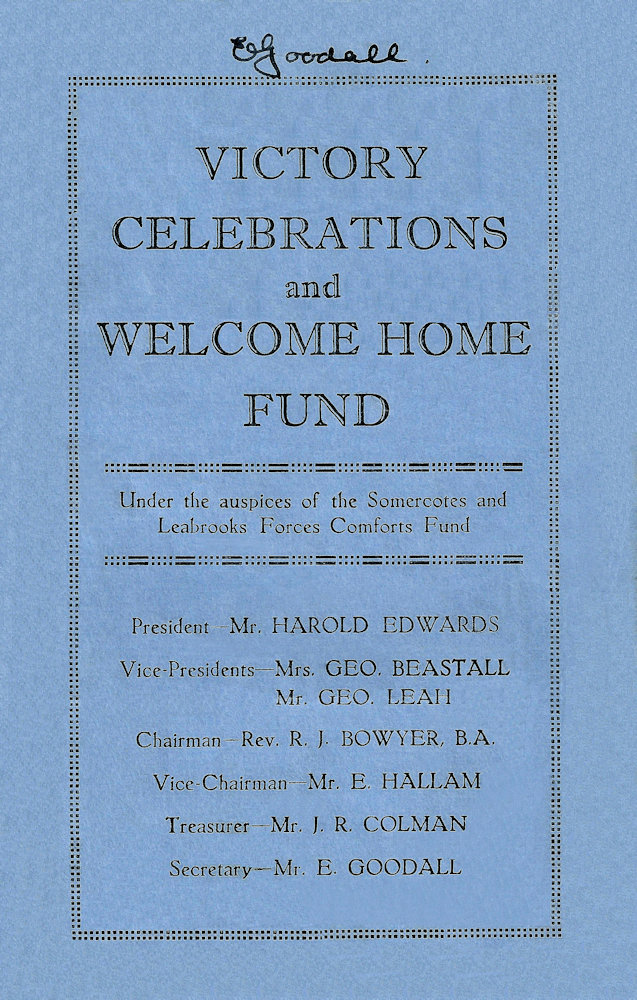 EGoodall.
VICTORY
CELEBRATIONS
and
WELCOME HOME
FUND
Under the auspices of the Somercotes and
Leabrooks Forces Comforts Fund
President—Mr. HAROLD EDWARDS
Vice-Presidents—Mrs. GEO. BEASTALL
Mr. GEO. LEAH
Chairman—Rev. R. J. BOWYER, B.A.
Vice-Chairman—Mr. E. HALLAM
Treasurer—Mr. J. R. COLMAN
Secretary—Mr. E. GOODALL